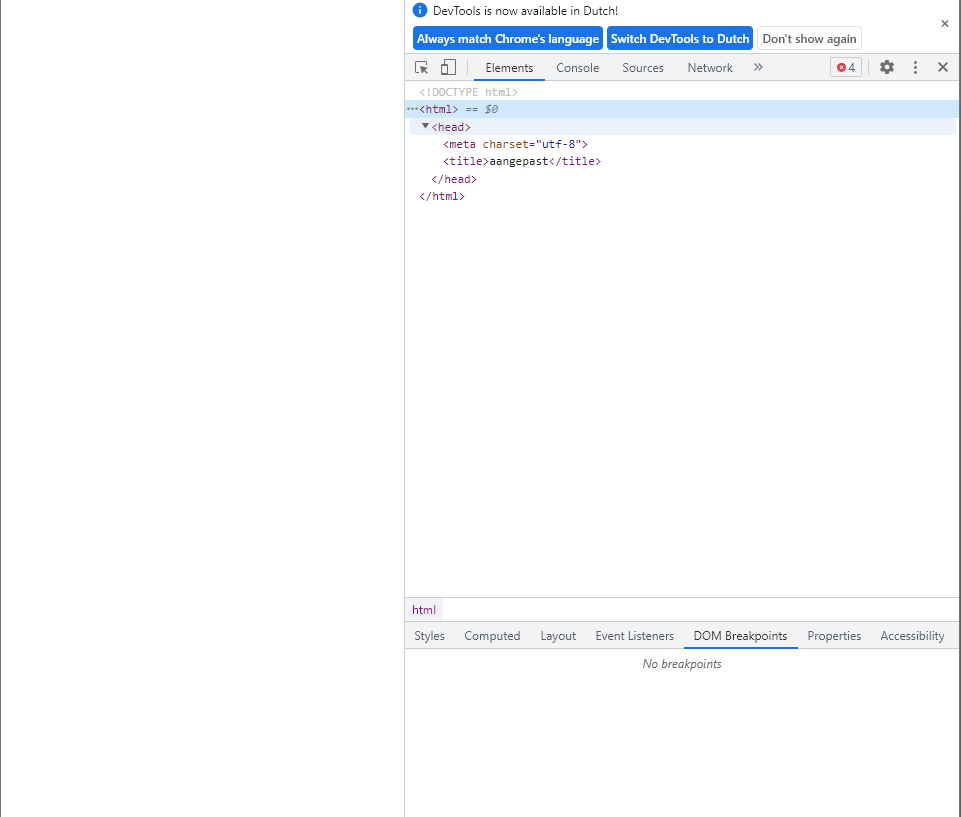 DevTools is now available in Dutch!
Always match Chrome's language Switch DevTools to Dutch Don't show again
Elements Console Sources Network 4
<!DOCTYPE html>
<html> == $0
<head>
<meta charset="utf-8">
<title>aangepast</title>
</head>
</html>
html
Styles Computed Layout Event Listeners DOM Breakpoints Properties Accessibility
No breakpoints